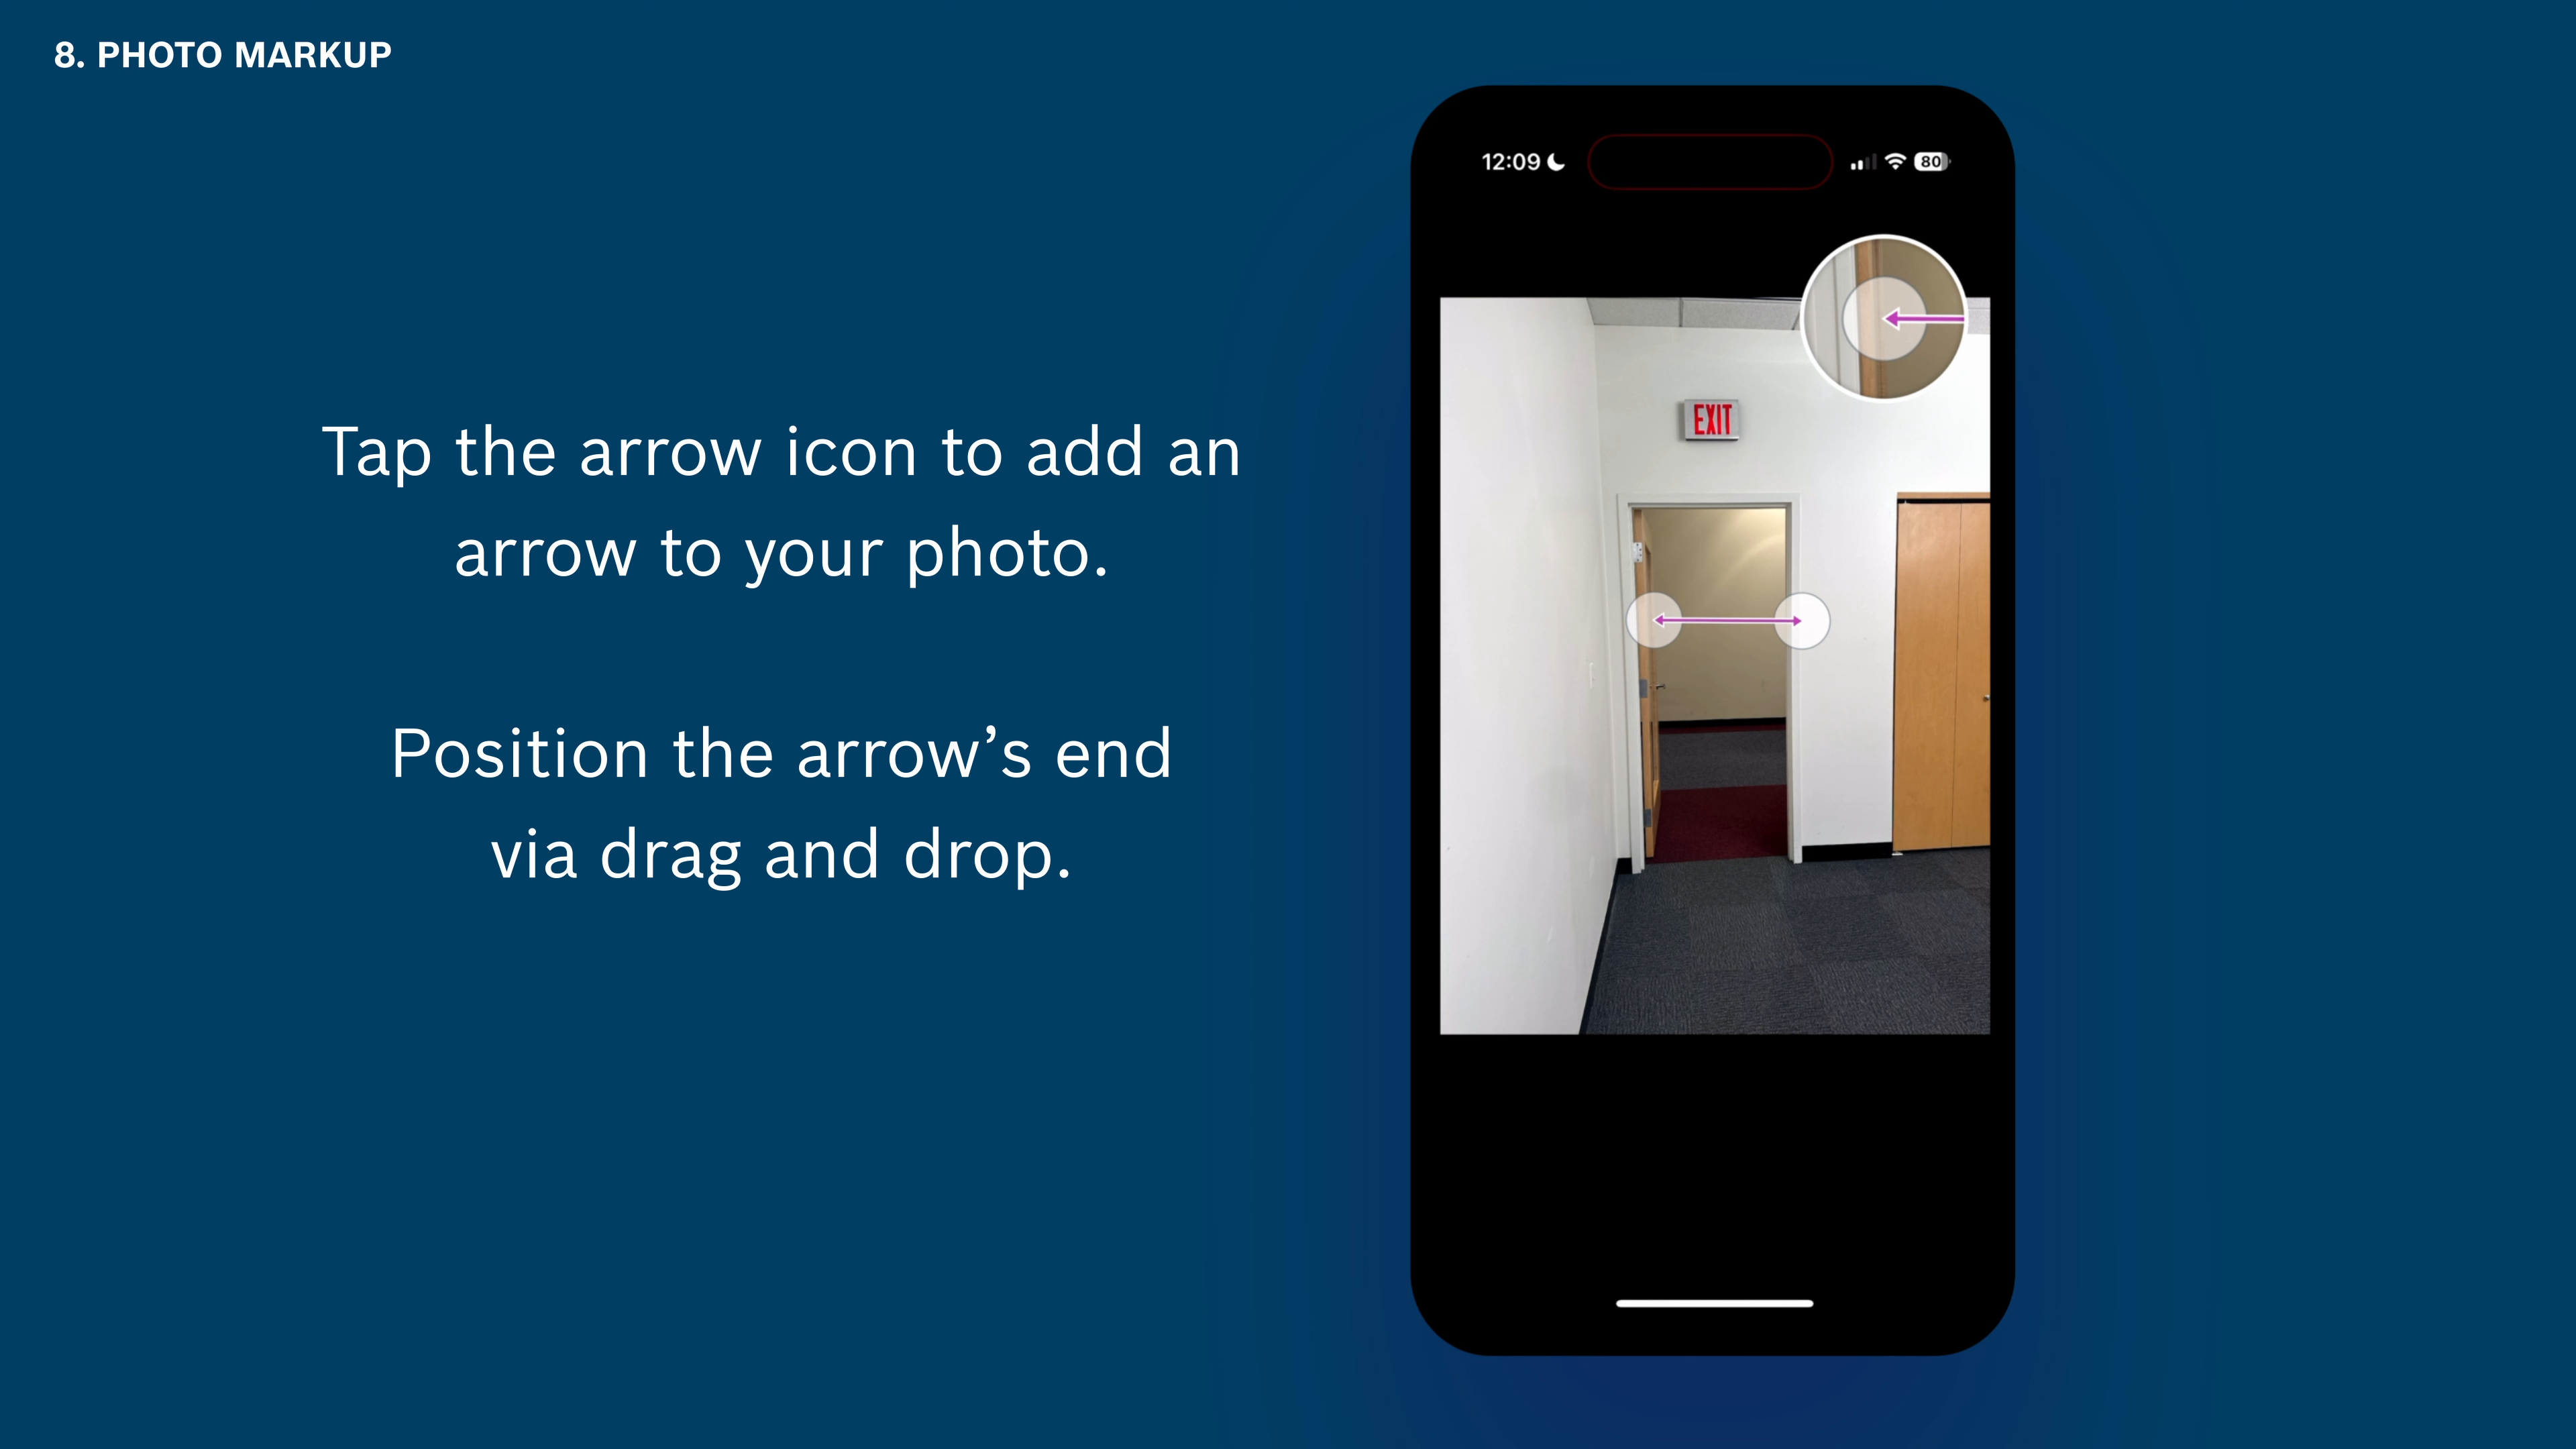 8. PHOTO MARKUP
Tap the arrow icon to add an
arrow to your photo.
Position the arrow’s end
via drag and drop.
12:09
80
EXIT